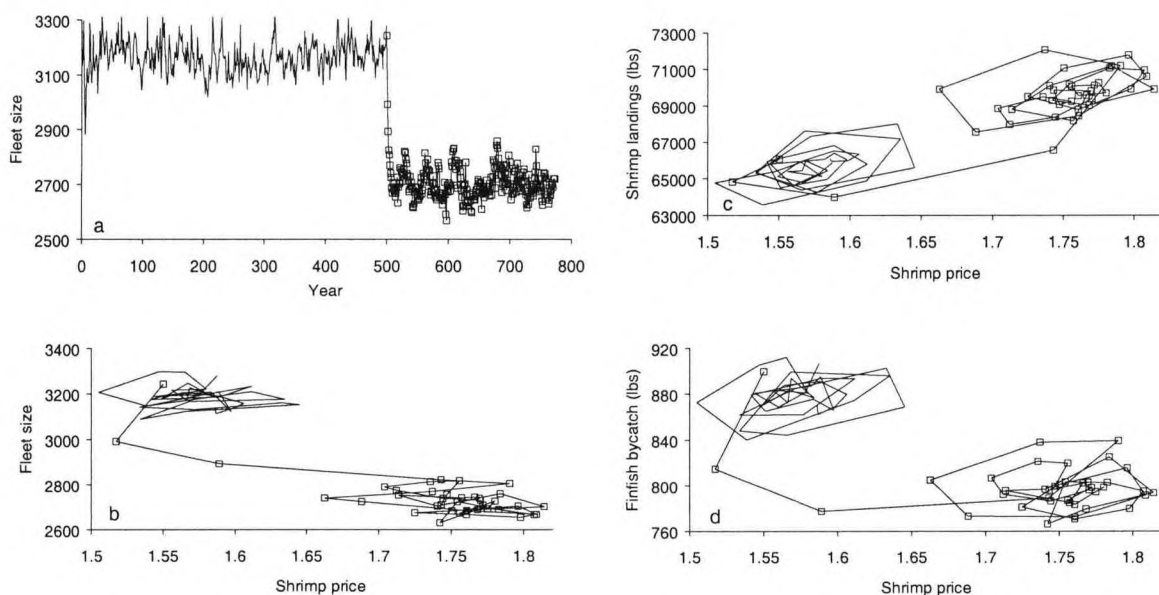 3300
3100
2900
2700
2500
Fleet size
a
0 100 200 300 400 500 600 700 800
Year
73000
71000
69000
67000
65000
63000
Shrimp landings (lbs)
c
1.5 1.55 1.6 1.65 1.7 1.75 1.8
Shrimp price
3400
3200
3000
2800
2600
Fleet size
b
1.5 1.55 1.6 1.65 1.7 1.75 1.8
Shrimp price
920
880
840
800
760
Finfish bycatch (lbs)
d
1.5 1.55 1.6 1.65 1.7 1.75 1.8
Shrimp price